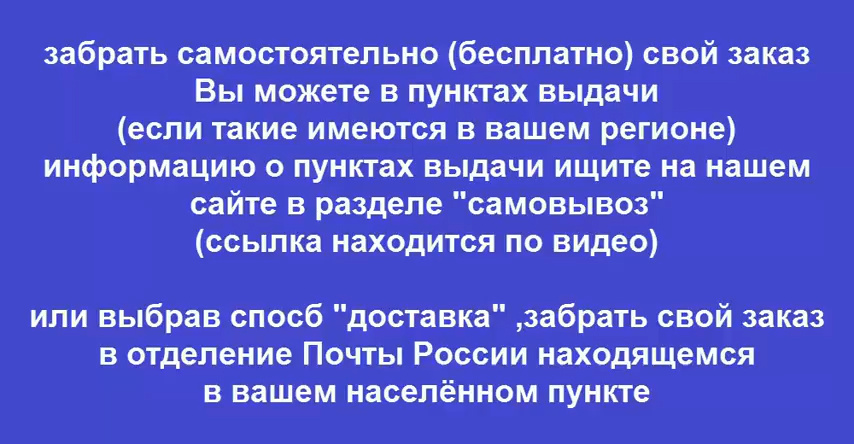 забрать самостоятельно (бесплатно) свой заказ
Вы можете в пунктах выдачи
(если такие имеются в вашем регионе)
информацию о пунктах выдачи ищите на нашем
сайте в разделе "самовывоз"
(ссылка находится по видео)
или выбрав спосб "доставка" ,забрать свой заказ
в отделение Почты России находящемся
в вашем населённом пункте